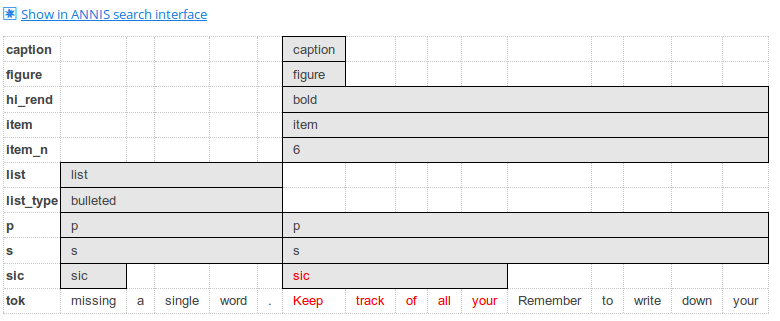 Show in ANNIS search interface
caption caption
figure figure
hi_rend bold
item item
item_n 6
list list
list_type bulleted
p p p
s s s
sic sic sic
tok missing a single word . Keep track of all your Remember to write down your